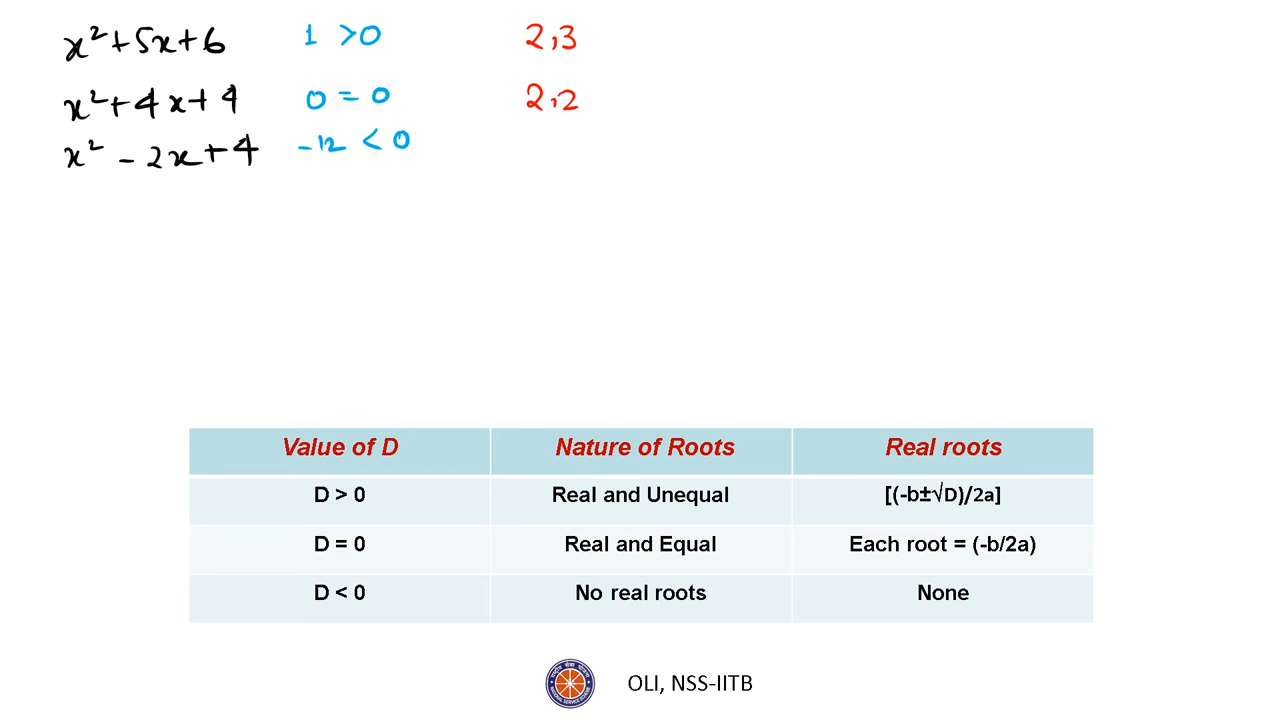 x² + 5x + 6 1 > 0 2,3
x² + 4x + 4 0 = 0 2,2
x² - 2x + 4 -12 < 0
Value of D Nature of Roots Real roots
D > 0 Real and Unequal [(-b±√D)/2a]
D = 0 Real and Equal Each root = (-b/2a)
D < 0 No real roots None
OLI, NSS-IITB